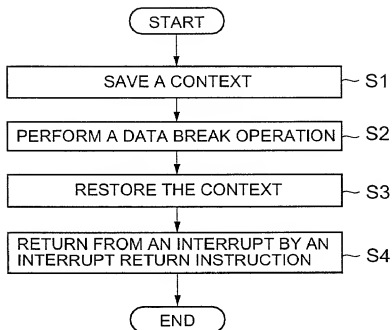 START
SAVE A CONTEXT
S1
PERFORM A DATA BREAK OPERATION
S2
RESTORE THE CONTEXT
S3
RETURN FROM AN INTERRUPT BY AN
INTERRUPT RETURN INSTRUCTION
S4
END